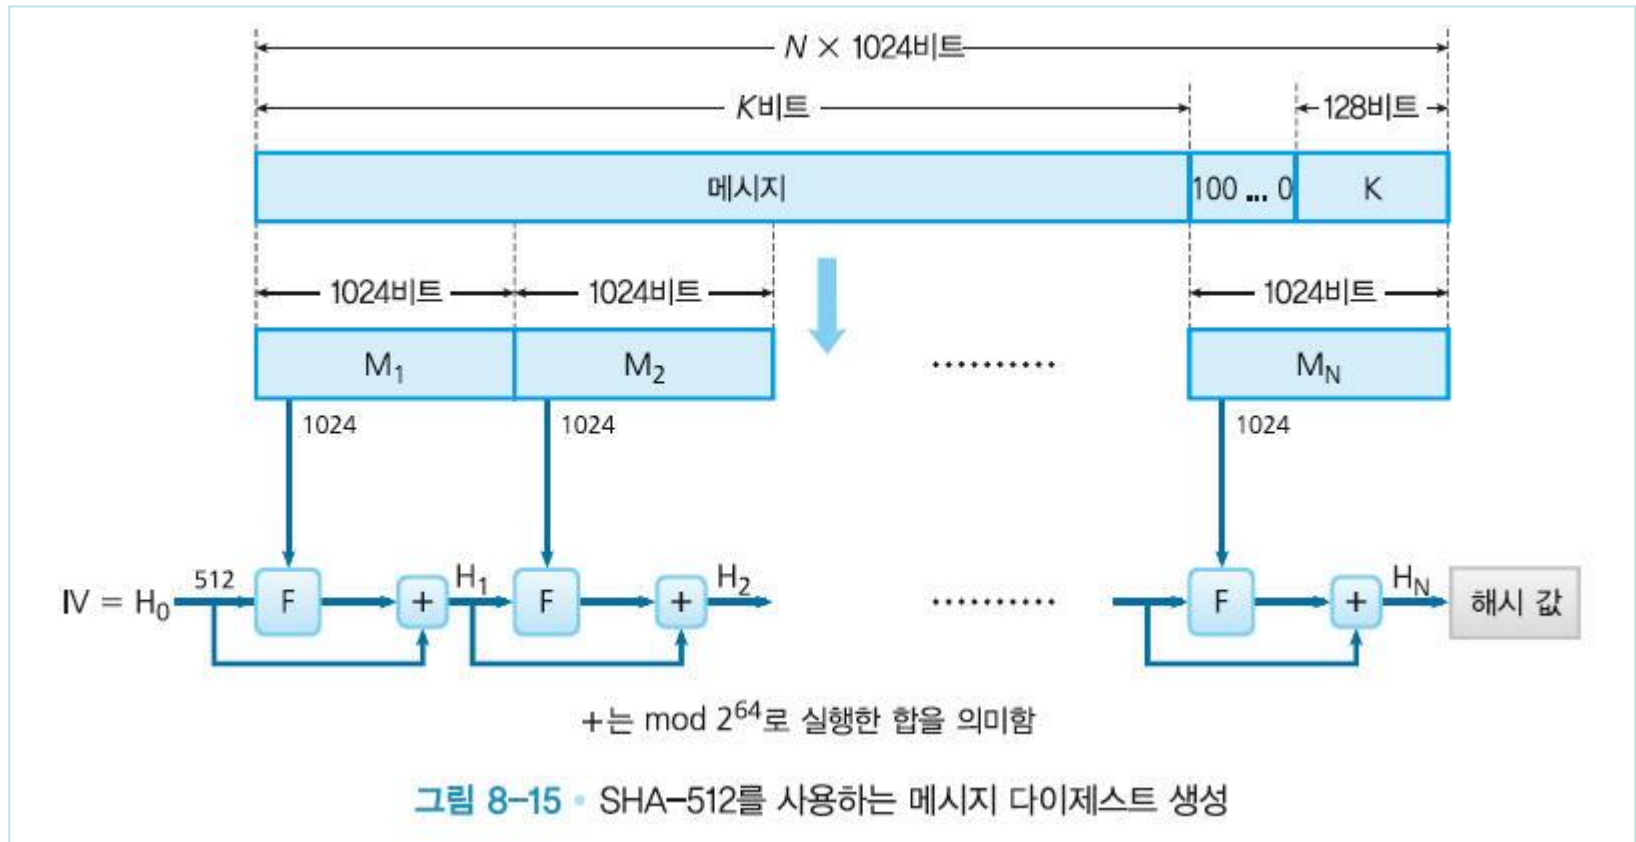 N × 1024비트
K비트
128비트
메시지
100 ... 0
K
1024비트
1024비트
1024비트
M₁
M₂
..........
M_N
1024
1024
1024
IV = H₀
512
F
+
H₁
F
+
H₂
..........
F
+
H_N
해시 값
+는 mod 2⁶⁴로 실행한 합을 의미함
그림 8-15 • SHA-512를 사용하는 메시지 다이제스트 생성